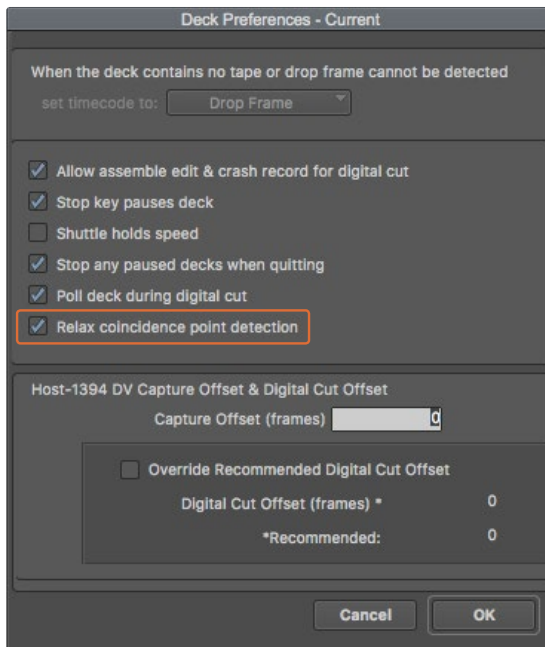 Deck Preferences - Current
When the deck contains no tape or drop frame cannot be detected
set timecode to: Drop Frame
Allow assemble edit & crash record for digital cut
Stop key pauses deck
Shuttle holds speed
Stop any paused decks when quitting
Poll deck during digital cut
Relax coincidence point detection
Host-1394 DV Capture Offset & Digital Cut Offset
Capture Offset (frames) 0
Override Recommended Digital Cut Offset
Digital Cut Offset (frames) * 0
*Recommended: 0
Cancel OK